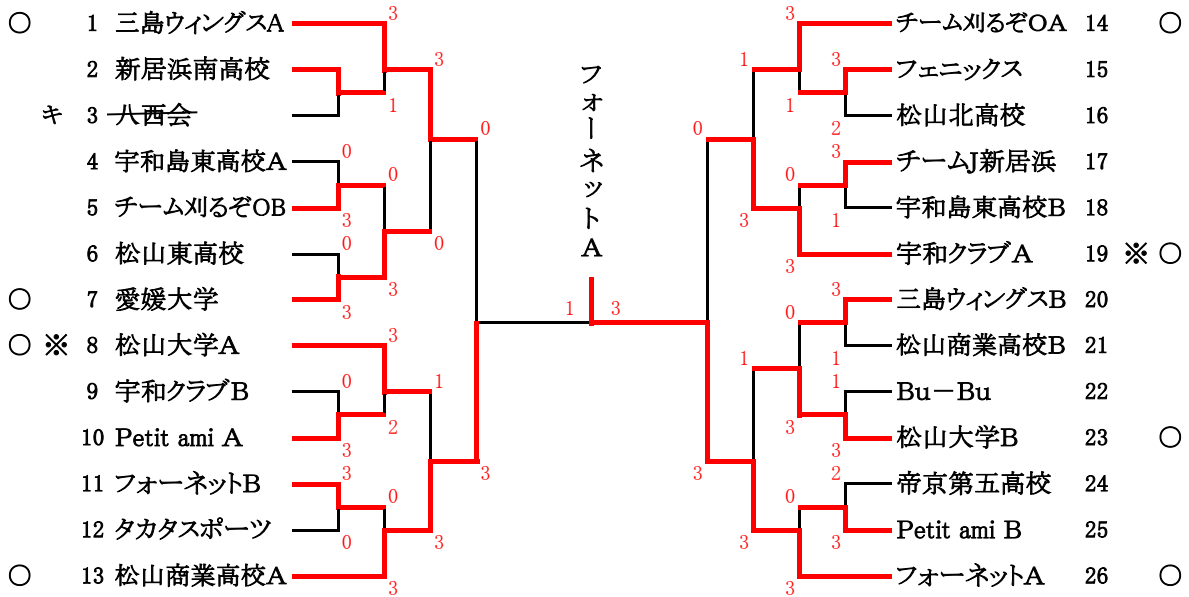 ○ 1 三島ウィングスA
2 新居浜南高校
キ 3 八西会
4 宇和島東高校A
5 チーム刈るぞOB
6 松山東高校
○ 7 愛媛大学
○ ※ 8 松山大学A
9 宇和クラブB
10 Petit ami A
11 フォーネットB
12 タカタスポーツ
○ 13 松山商業高校A
3
3
1
0
0
0
3
0
0
3
3
3
1
0
2
3
3
3
0
0
3
3
フォーネットA
1 3
チーム刈るぞOA 14 ○
フェニックス 15
松山北高校 16
チームJ新居浜 17
宇和島東高校B 18
宇和クラブA 19 ※ ○
三島ウィングスB 20
松山商業高校B 21
Bu－Bu 22
松山大学B 23 ○
帝京第五高校 24
Petit ami B 25
フォーネットA 26 ○
3
1
3
1
2
0
3
0
3
1
3
3
0
1
1
1
3
3
3
2
0
3
3
3